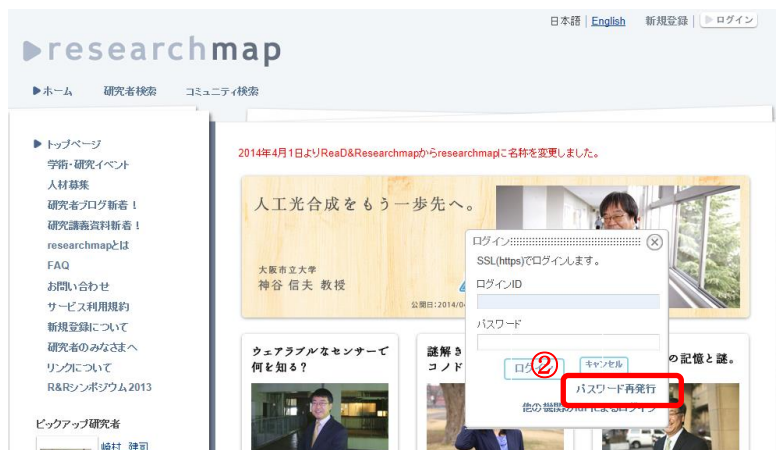 日本語 | English 新規登録 | ログイン
researchmap
ホーム 研究者検索 コミュニティ検索
トップページ
学術・研究イベント
人材募集
研究者ブログ新着！
研究講義資料新着！
researchmapとは
FAQ
お問い合わせ
サービス利用規約
新規登録について
研究者のみなさまへ
リンクについて
R&Rシンポジウム2013
ピックアップ研究者
崎村 建司
2014年4月1日よりReaD&Researchmapからresearchmapに名称を変更しました。
人工光合成をもう一歩先へ。
大阪市立大学
神谷 信夫 教授
公開日：2014/0
ログイン
SSL(https)でログインします。
ログインID
パスワード
② キャンセル
パスワード再発行
ウェアラブルなセンサーで
何を知る？
謎解き
コノド
の記憶と謎。